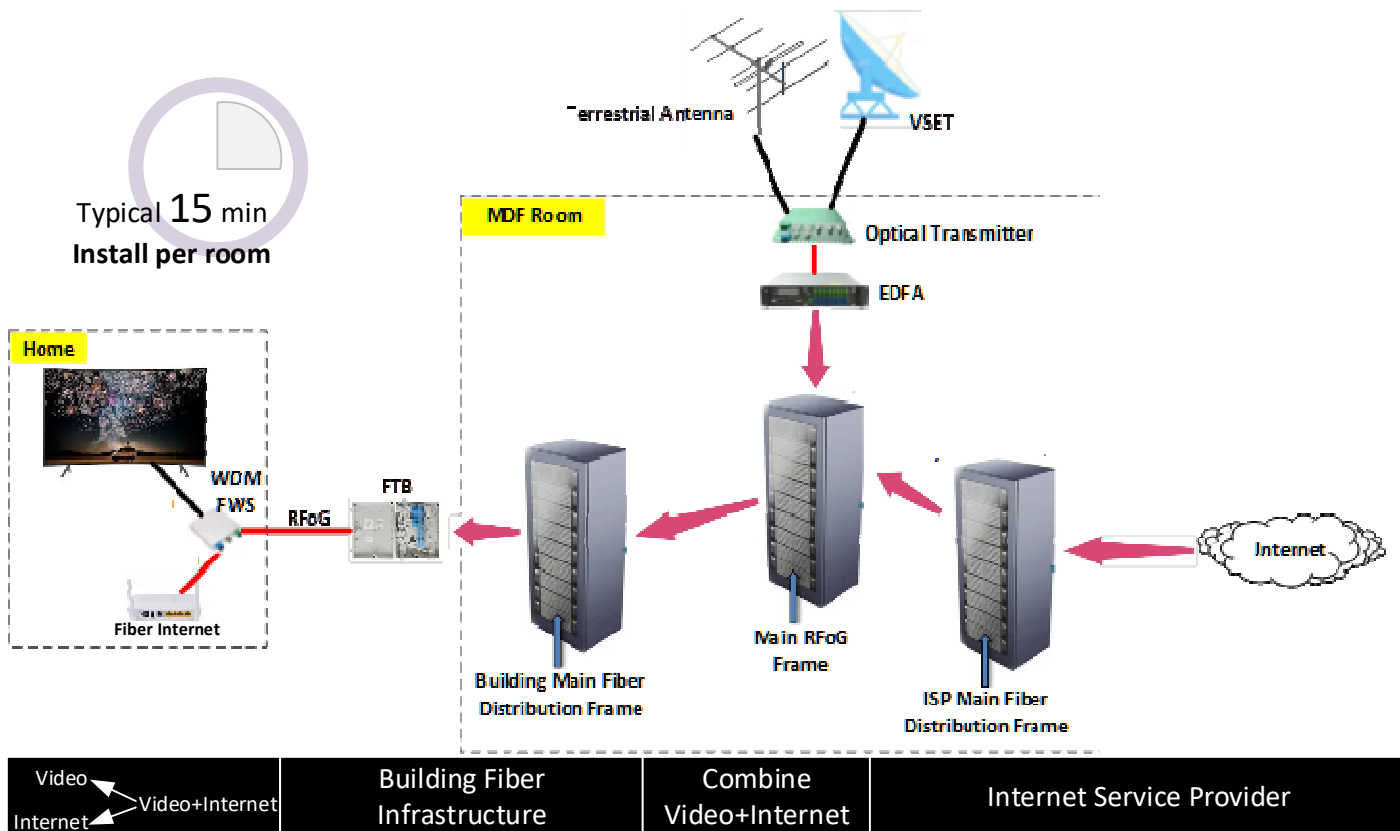 Terrestrial Antenna
VSET
Typical 15 min
Install per room
MDF Room
Optical Transmitter
EDFA
Home
WDM
FWS
FTB
RFoG
Internet
Fiber Internet
Main RFoG
Frame
Building Main Fiber
Distribution Frame
ISP Main Fiber
Distribution Frame
Video
Video+Internet
Internet
Building Fiber
Infrastructure
Combine
Video+Internet
Internet Service Provider